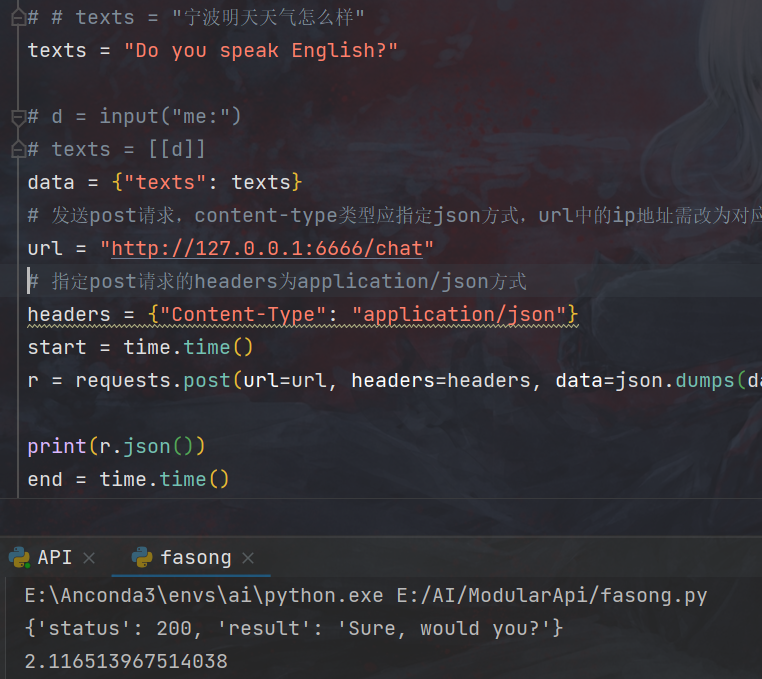 # # texts = "宁波明天天气怎么样"
texts = "Do you speak English?"
# d = input("me:")
# texts = [[d]]
data = {"texts": texts}
# 发送post请求，content-type类型应指定json方式，url中的ip地址需改为对应
url = "http://127.0.0.1:6666/chat"
# 指定post请求的headers为application/json方式
headers = {"Content-Type": "application/json"}
start = time.time()
r = requests.post(url=url, headers=headers, data=json.dumps(da
print(r.json())
end = time.time()
API fasong
E:\Anconda3\envs\ai\python.exe E:/AI/ModularApi/fasong.py
{'status': 200, 'result': 'Sure, would you?'}
2.116513967514038